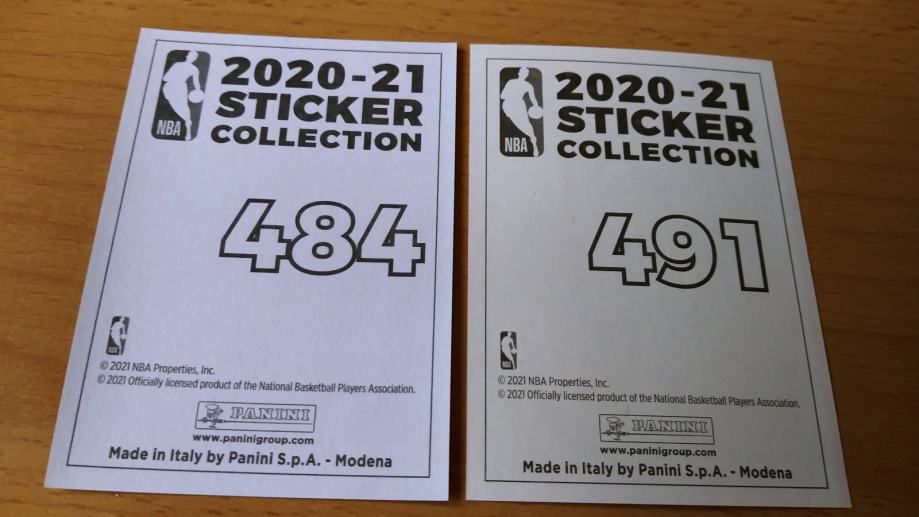 NBA
2020-21
STICKER
COLLECTION
484
NBA
© 2021 NBA Properties, Inc.
© 2021 Officially licensed product of the National Basketball Players Association.
PANINI
www.paninigroup.com
Made in Italy by Panini S.p.A. - Modena
NBA
2020-21
STICKER
COLLECTION
491
NBA
© 2021 NBA Properties, Inc.
© 2021 Officially licensed product of the National Basketball Players Association.
PANINI
www.paninigroup.com
Made in Italy by Panini S.p.A. - Modena